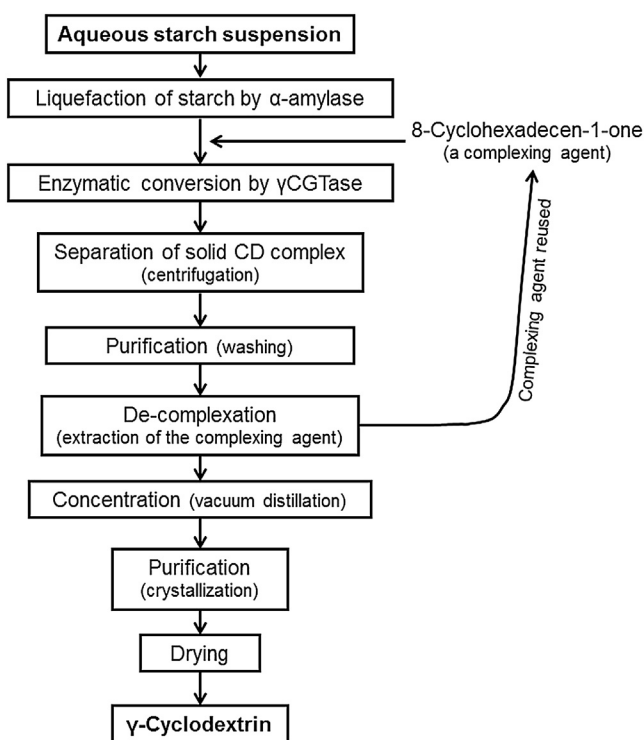 Aqueous starch suspension
Liquefaction of starch by α-amylase
8-Cyclohexadecen-1-one
(a complexing agent)
Enzymatic conversion by γCGTase
Separation of solid CD complex
(centrifugation)
Complexing agent reused
Purification (washing)
De-complexation
(extraction of the complexing agent)
Concentration (vacuum distillation)
Purification
(crystallization)
Drying
γ-Cyclodextrin